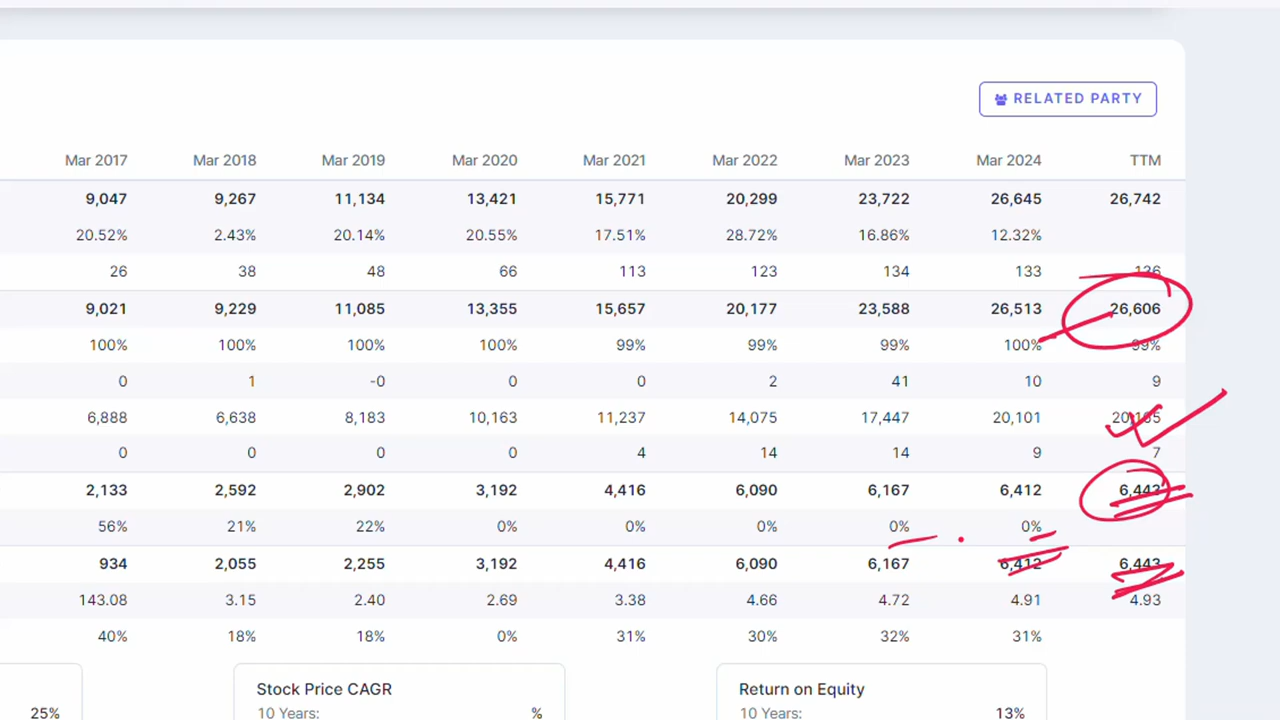 RELATED PARTY
Mar 2017 Mar 2018 Mar 2019 Mar 2020 Mar 2021 Mar 2022 Mar 2023 Mar 2024 TTM
9,047 9,267 11,134 13,421 15,771 20,299 23,722 26,645 26,742
20.52% 2.43% 20.14% 20.55% 17.51% 28.72% 16.86% 12.32%
26 38 48 66 113 123 134 133 136
9,021 9,229 11,085 13,355 15,657 20,177 23,588 26,513 26,606
100% 100% 100% 100% 99% 99% 99% 100% 99%
0 1 -0 0 0 2 41 10 9
6,888 6,638 8,183 10,163 11,237 14,075 17,447 20,101
0 0 0 0 4 14 14 9 7
2,133 2,592 2,902 3,192 4,416 6,090 6,167 6,412 6,443
56% 21% 22% 0% 0% 0% 0% 0%
934 2,055 2,255 3,192 4,416 6,090 6,167 6,412 6,443
143.08 3.15 2.40 2.69 3.38 4.66 4.72 4.91 4.93
40% 18% 18% 0% 31% 30% 32% 31%
Stock Price CAGR Return on Equity
25% 10 Years: % 10 Years: 13%